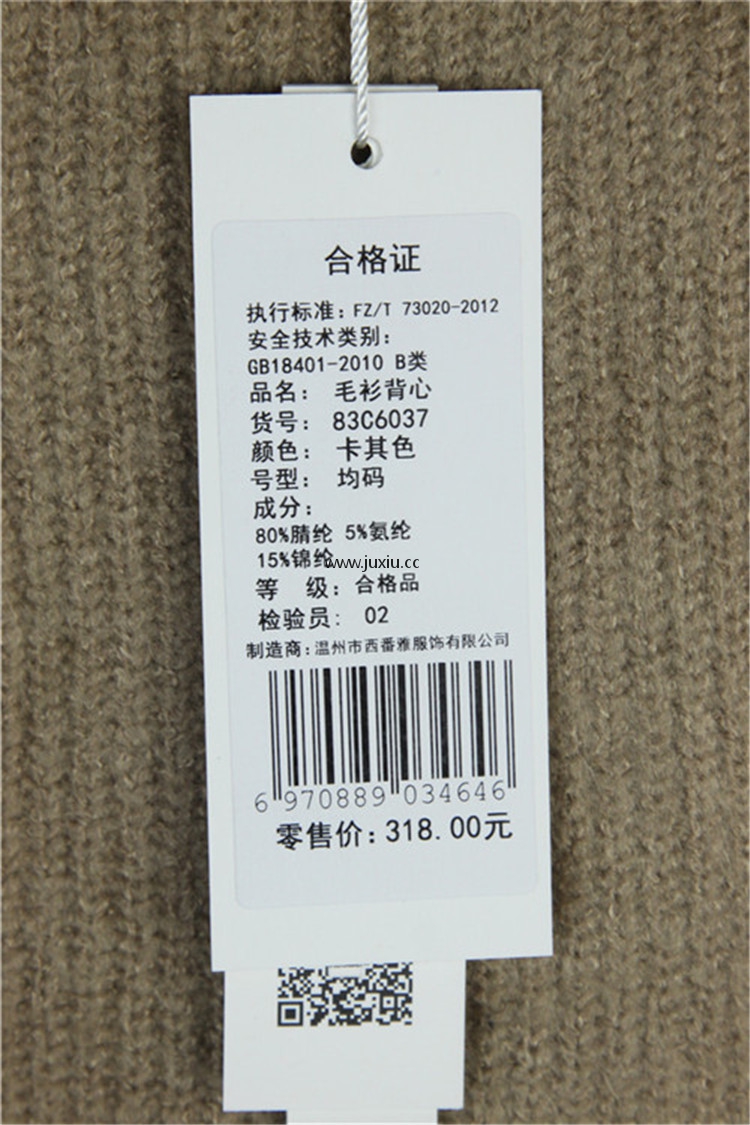 合格证
执行标准：FZ/T 73020-2012
安全技术类别：
GB18401-2010 B类
品名： 毛衫背心
货号： 83C6037
颜色： 卡其色
号型： 均码
成分：
80%腈纶 5%氨纶
15%锦纶
www.juxiu.cc
等 级：合格品
检验员： 02
制造商：温州市西番雅服饰有限公司
6 970889 034646
零售价：318.00元